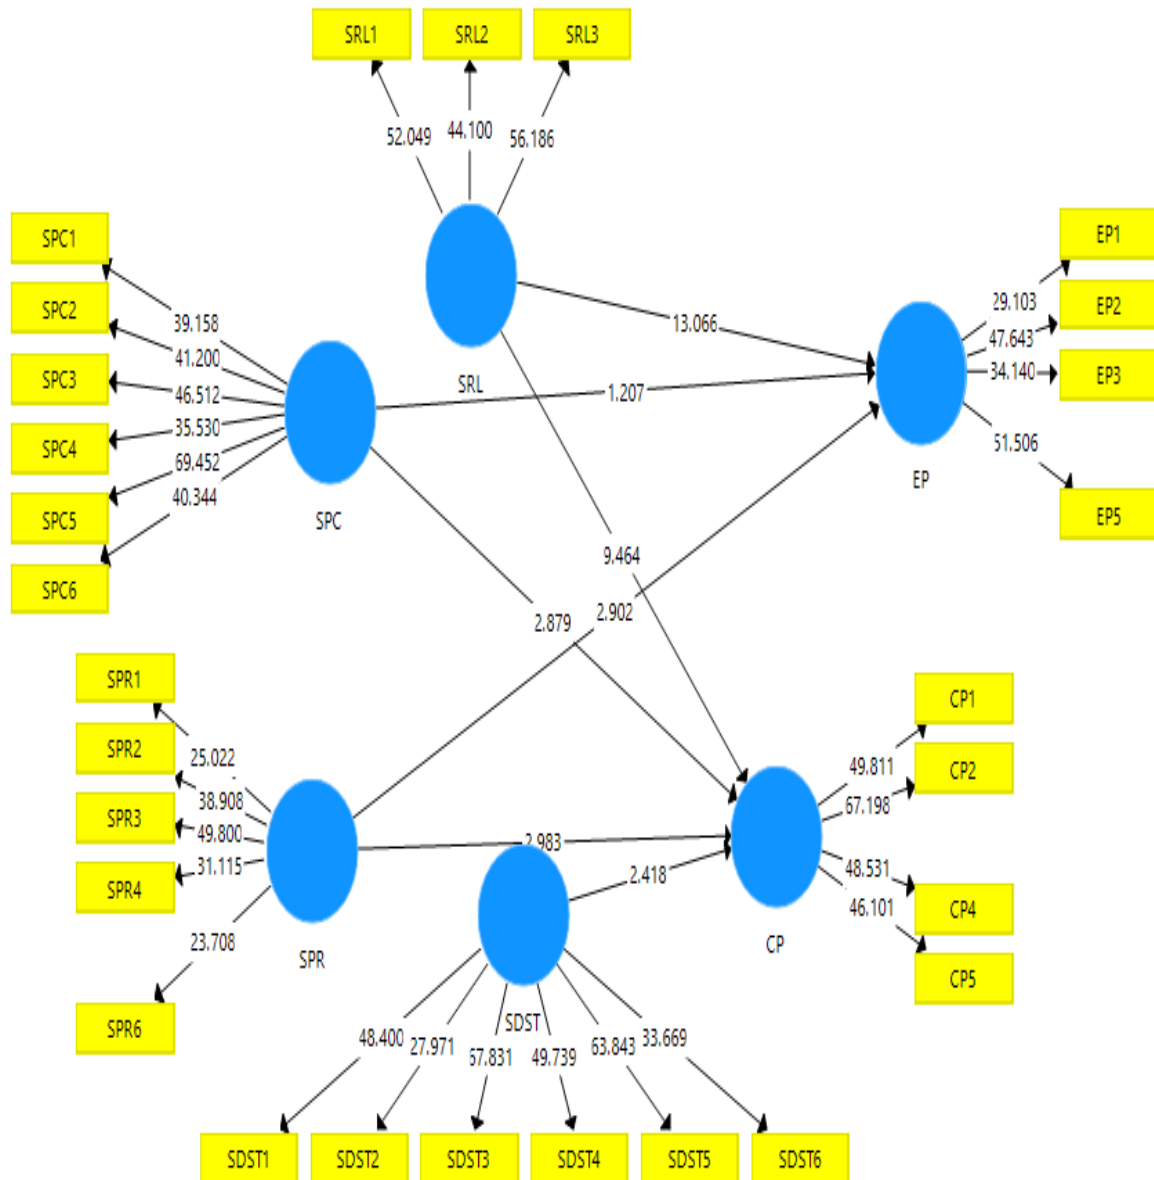 SRL1 SRL2 SRL3
52.049 44.100 56.186
SRL
SPC1
SPC2
SPC3
SPC4
SPC5
SPC6
39.158
41.200
46.512
35.530
69.452
40.344
SPC
13.066
1.207
9.464
2.879
2.902
EP1
EP2
EP3
EP5
29.103
47.643
34.140
51.506
EP
SPR1
SPR2
SPR3
SPR4
SPR6
25.022
38.908
49.800
31.115
23.708
SPR
2.983
2.418
CP1
CP2
CP4
CP5
49.811
67.198
48.531
46.101
CP
SDST
48.400 27.971 57.831 49.739 63.843 33.669
SDST1 SDST2 SDST3 SDST4 SDST5 SDST6